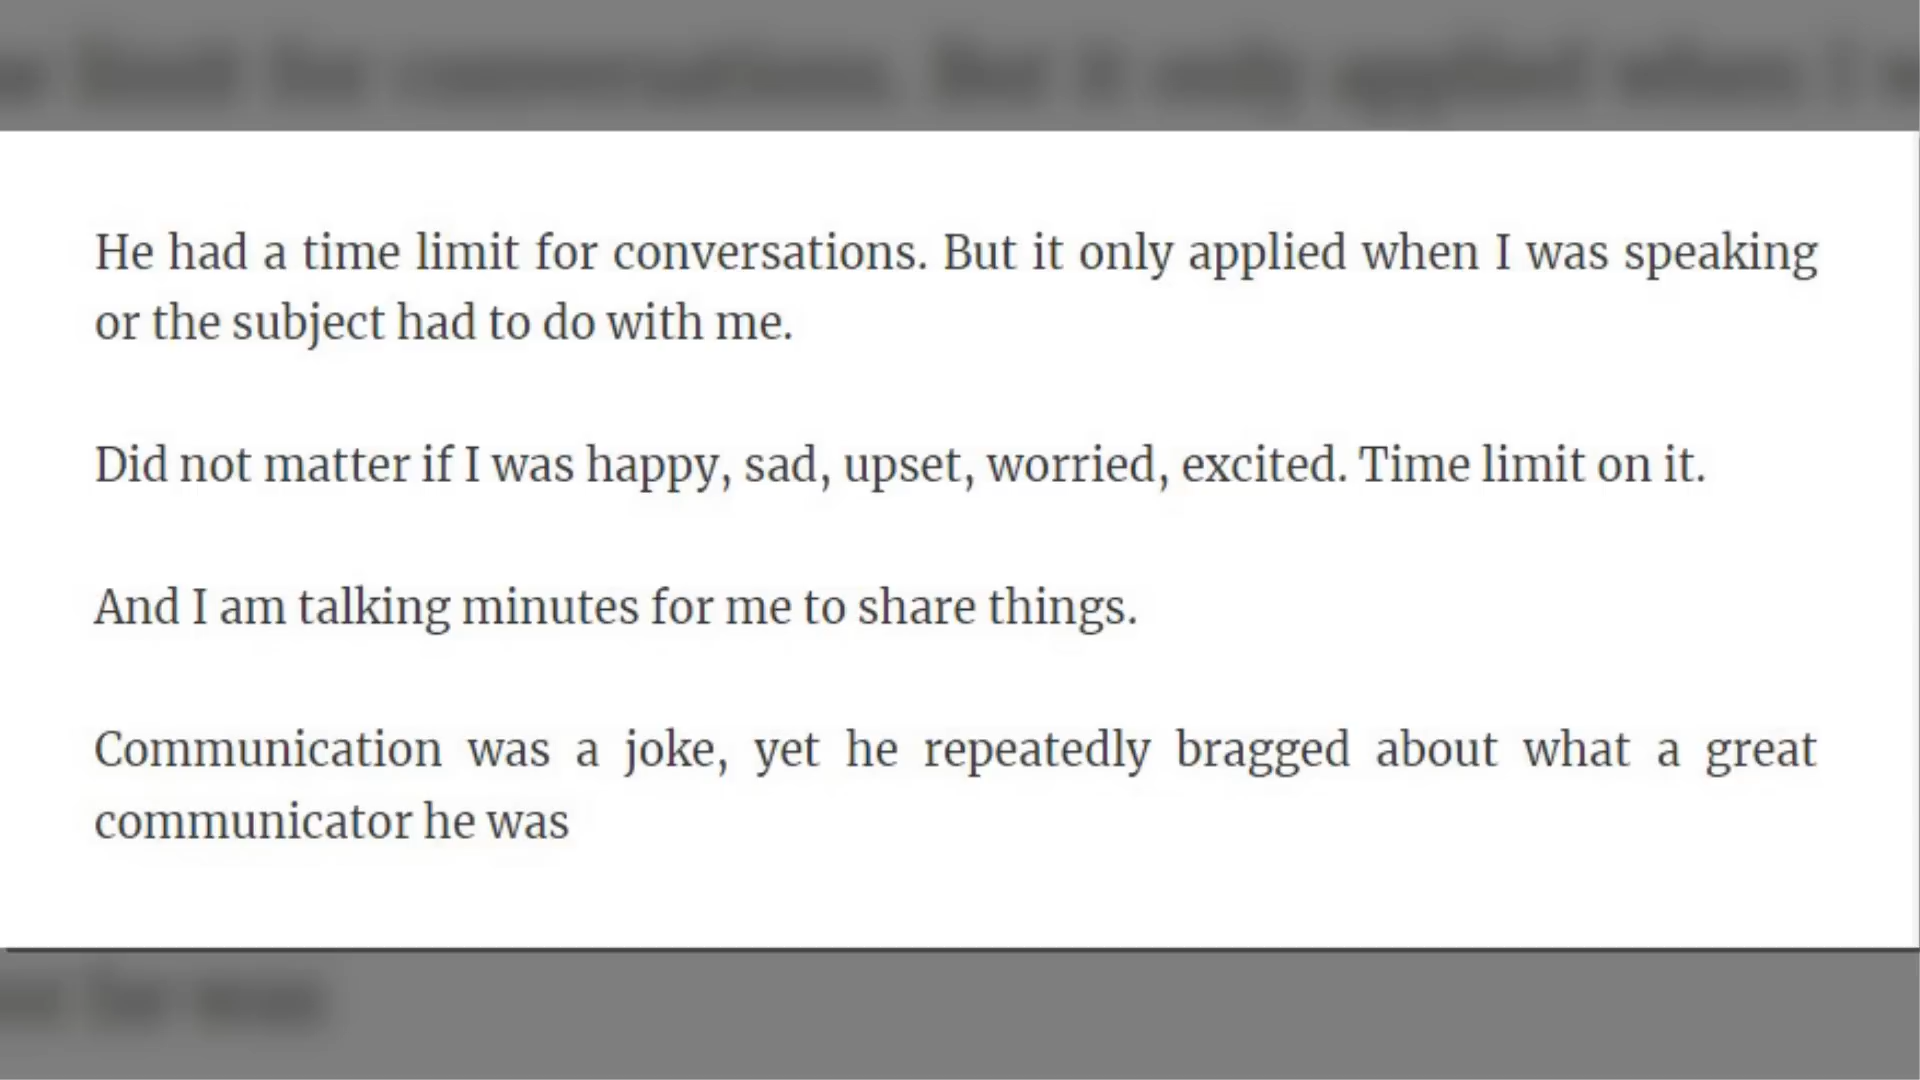 He had a time limit for conversations. But it only applied when I was speaking
or the subject had to do with me.
Did not matter if I was happy, sad, upset, worried, excited. Time limit on it.
And I am talking minutes for me to share things.
Communication was a joke, yet he repeatedly bragged about what a great
communicator he was